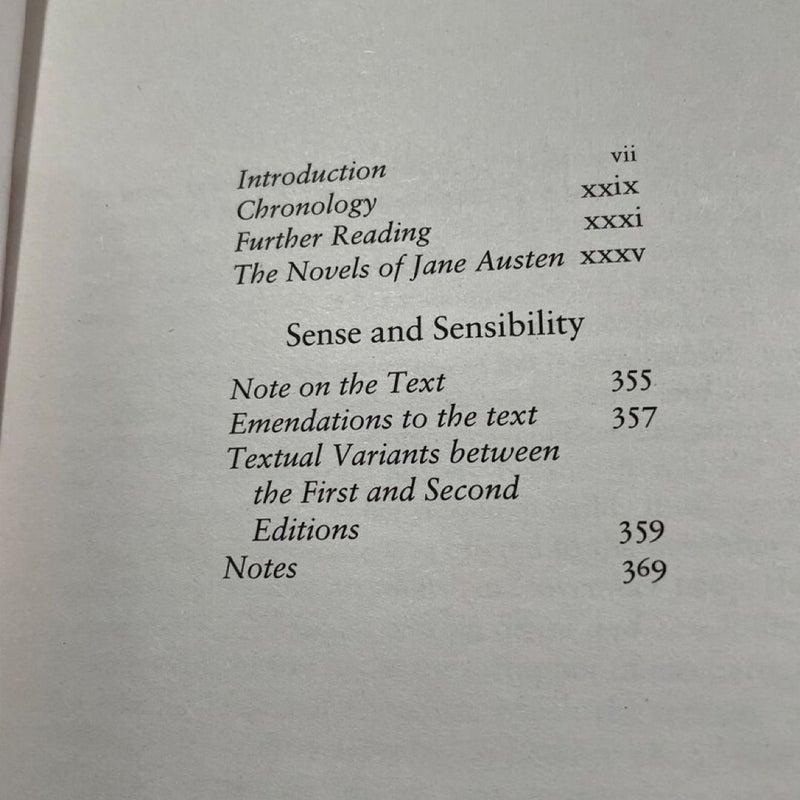 Introduction vii
Chronology xxix
Further Reading xxxi
The Novels of Jane Austen xxxv
Sense and Sensibility
Note on the Text 355
Emendations to the text 357
Textual Variants between
the First and Second
Editions 359
Notes 369